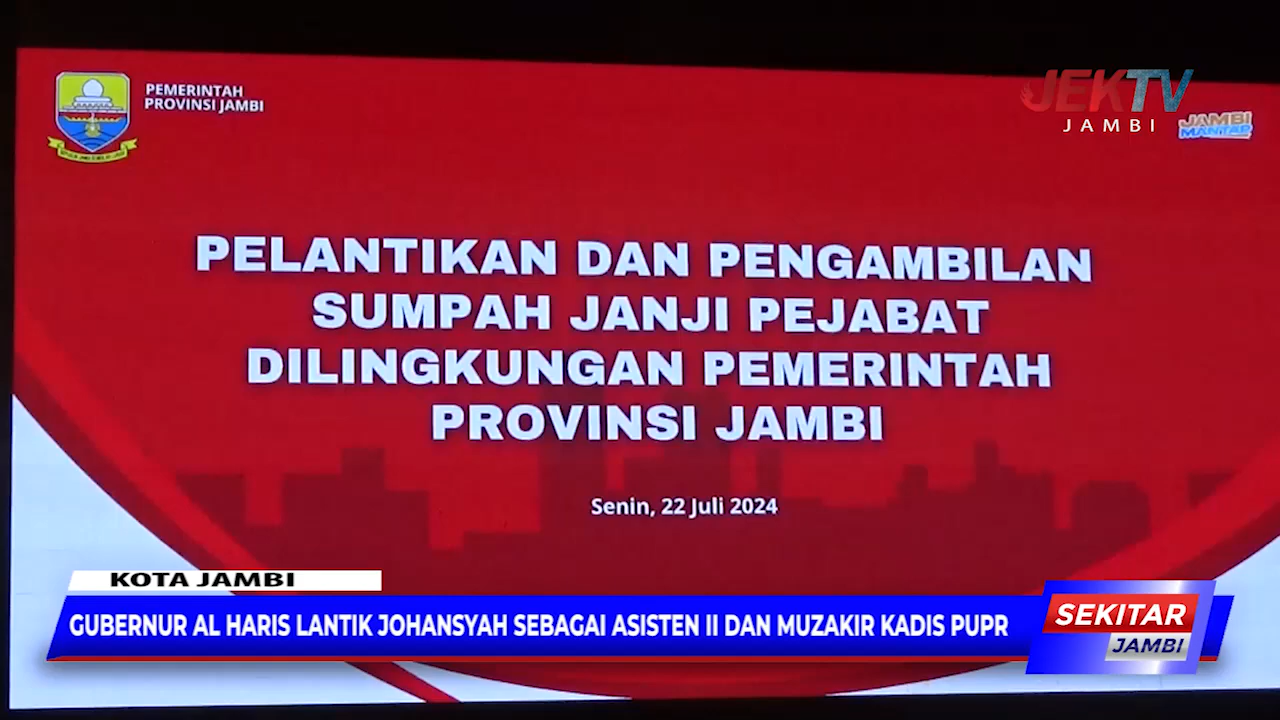 PEMERINTAH
PROVINSI JAMBI
JEKTV
JAMBI
JAMBI
MANTAP
PELANTIKAN DAN PENGAMBILAN
SUMPAH JANJI PEJABAT
DILINGKUNGAN PEMERINTAH
PROVINSI JAMBI
Senin, 22 Juli 2024
KOTA JAMBI
GUBERNUR AL HARIS LANTIK JOHANSYAH SEBAGAI ASISTEN II DAN MUZAKIR KADIS PUPR
SEKITAR
JAMBI